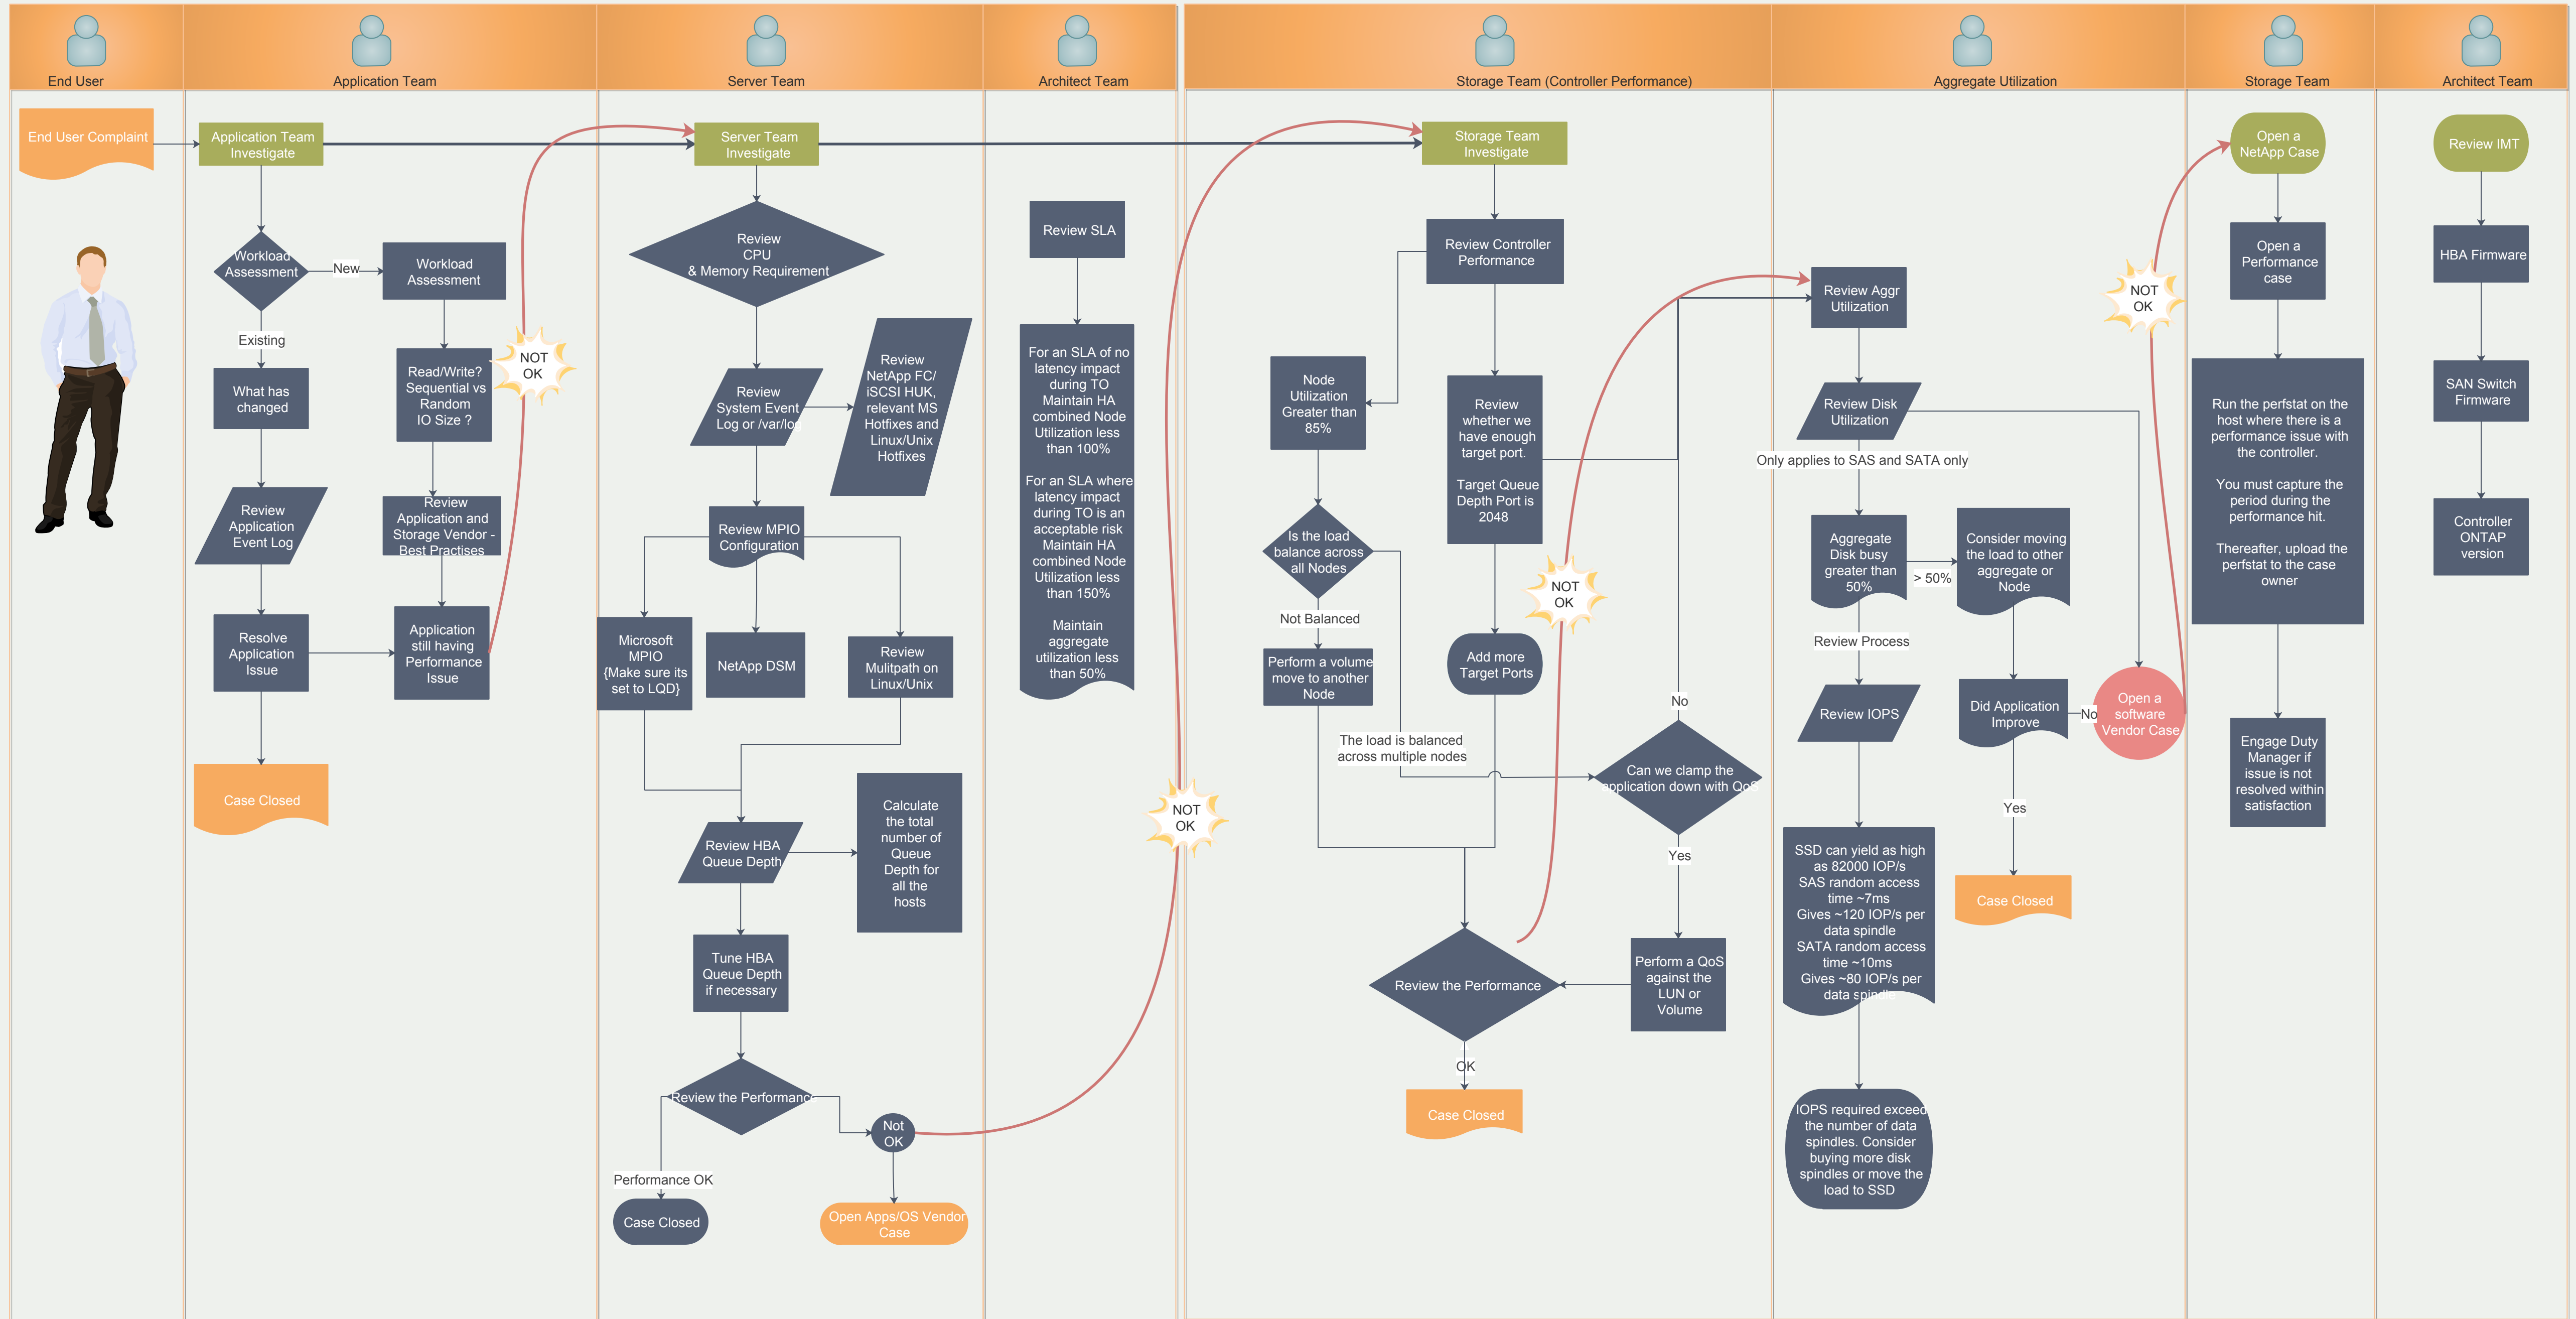 End User
Application Team
Server Team
Architect Team
Storage Team (Controller Performance)
Aggregate Utilization
Storage Team
Architect Team
End User Complaint
Application Team
Investigate
Workload
Assessment
New
Workload
Assessment
Existing
What has
changed
Read/Write?
Sequential vs
Random
IO Size ?
Review
Application
Event Log
Review
Application and
Storage Vendor -
Best Practises
Resolve
Application
Issue
Application
still having
Performance
Issue
Case Closed
NOT
OK
Server Team
Investigate
Review
CPU
& Memory Requirement
Review
System Event
Log or /var/log
Review
NetApp FC/
iSCSI HUK,
relevant MS
Hotfixes and
Linux/Unix
Hotfixes
Review MPIO
Configuration
Microsoft
MPIO
{Make sure its
set to LQD}
NetApp DSM
Review
Mulitpath on
Linux/Unix
Review HBA
Queue Depth
Calculate
the total
number of
Queue
Depth for
all the
hosts
Tune HBA
Queue Depth
if necessary
Review the Performance
Not
OK
Performance OK
Case Closed
Open Apps/OS Vendor
Case
Review SLA
For an SLA of no
latency impact
during TO
Maintain HA
combined Node
Utilization less
than 100%
For an SLA where
latency impact
during TO is an
acceptable risk
Maintain HA
combined Node
Utilization less
than 150%
Maintain
aggregate
utilization less
than 50%
NOT
OK
Storage Team
Investigate
Review Controller
Performance
Node
Utilization
Greater than
85%
Review
whether we
have enough
target port.
Target Queue
Depth Port is
2048
Is the load
balance across
all Nodes
Not Balanced
Perform a volume
move to another
Node
Add more
Target Ports
The load is balanced
across multiple nodes
No
Can we clamp the
application down with QoS
Yes
Perform a QoS
against the
LUN or
Volume
Review the Performance
OK
Case Closed
NOT
OK
Review Aggr
Utilization
Review Disk
Utilization
Only applies to SAS and SATA only
Aggregate
Disk busy
greater than
50%
> 50%
Consider moving
the load to other
aggregate or
Node
Review Process
Review IOPS
Did Application
Improve
No
Open a
software
Vendor Case
Yes
Case Closed
SSD can yield as high
as 82000 IOP/s
SAS random access
time ~7ms
Gives ~120 IOP/s per
data spindle
SATA random access
time ~10ms
Gives ~80 IOP/s per
data spindle
IOPS required exceed
the number of data
spindles. Consider
buying more disk
spindles or move the
load to SSD
NOT
OK
Open a
NetApp Case
Open a
Performance
case
Run the perfstat on the
host where there is a
performance issue with
the controller.
You must capture the
period during the
performance hit.
Thereafter, upload the
perfstat to the case
owner
Engage Duty
Manager if
issue is not
resolved within
satisfaction
Review IMT
HBA Firmware
SAN Switch
Firmware
Controller
ONTAP
version